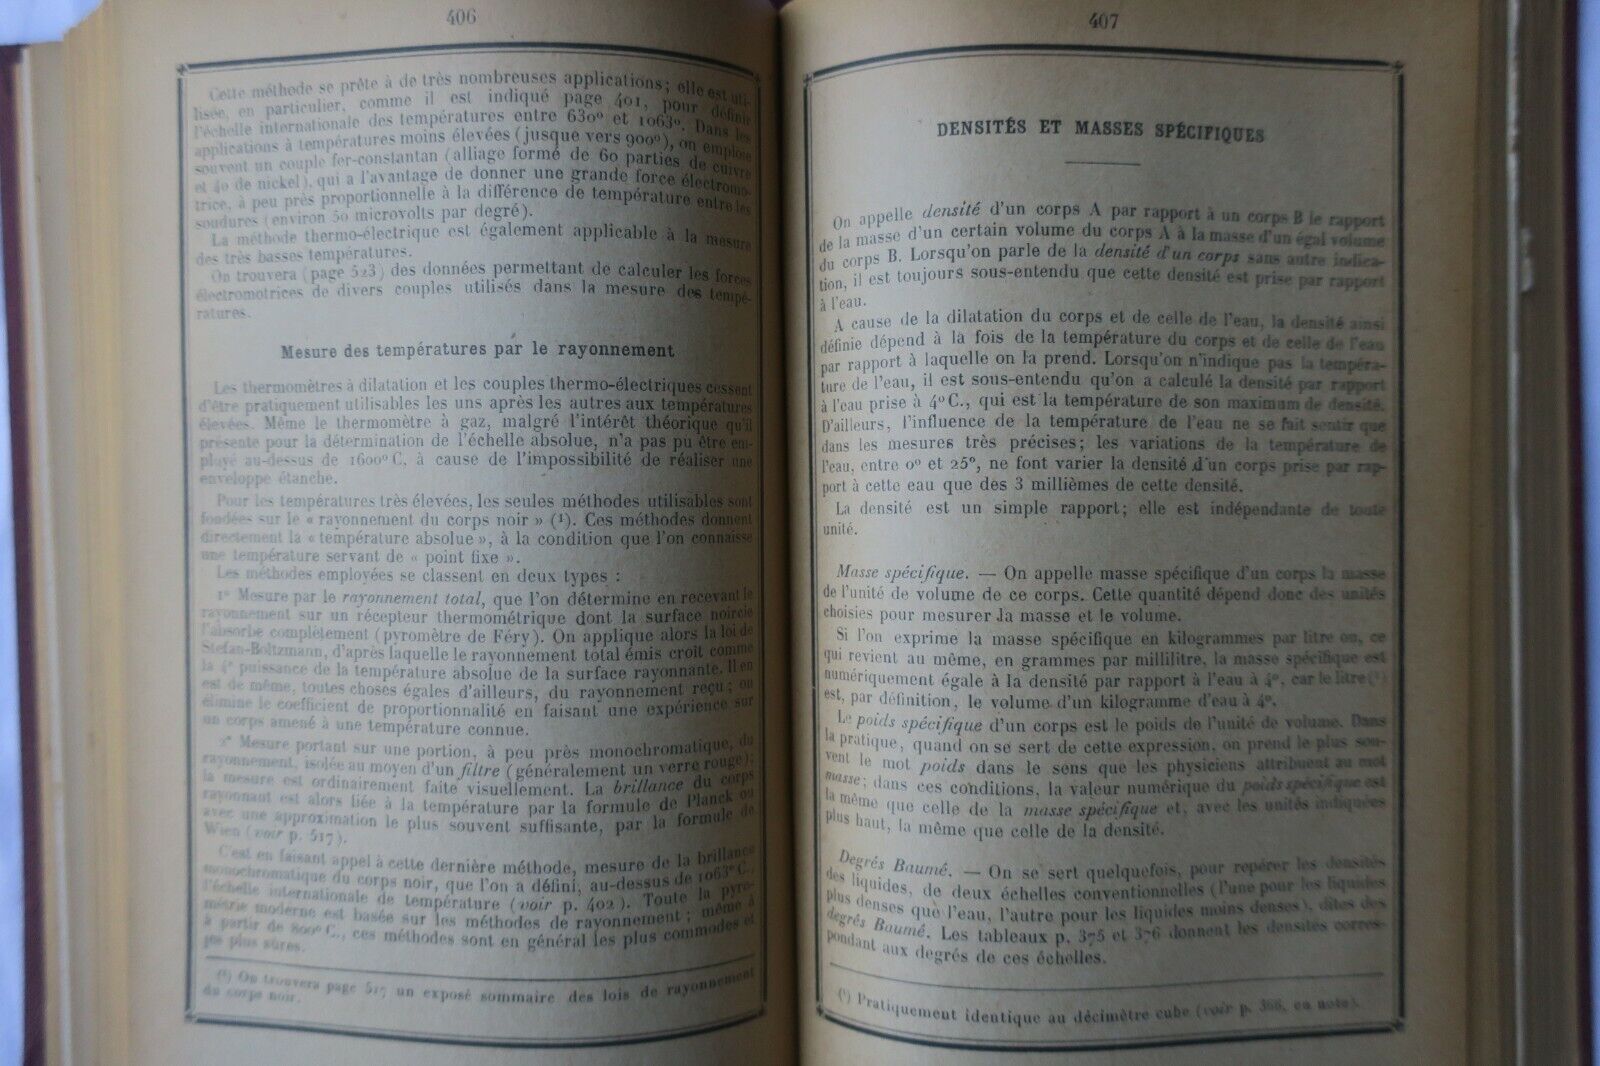 406
Cette méthode se prête à de très nombreuses applications; elle est uti-
lisée, en particulier, comme il est indiqué page 401, pour définir
l'échelle internationale des températures entre 630° et 1063°. Dans les
applications à températures moins élevées (jusque vers 900°), on emploie
souvent un couple fer-constantan (alliage formé de 60 parties de cuivre
et 40 de nickel), qui a l'avantage de donner une grande force électromo-
trice, à peu près proportionnelle à la différence de température entre les
soudures (environ 50 microvolts par degré).
La méthode thermo-électrique est également applicable à la mesure
des très basses températures.
On trouvera (page 523) des données permettant de calculer les forces
électromotrices de divers couples utilisés dans la mesure des tempé-
ratures.
Mesure des températures par le rayonnement
Les thermomètres à dilatation et les couples thermo-électriques cessent
d'être pratiquement utilisables les uns après les autres aux températures
élevées. Même le thermomètre à gaz, malgré l'intérêt théorique qu'il
présente pour la détermination de l'échelle absolue, n'a pas pu être em-
ployé au-dessus de 1600° C, à cause de l'impossibilité de réaliser une
enveloppe étanche.
Pour les températures très élevées, les seules méthodes utilisables sont
fondées sur le « rayonnement du corps noir » (¹). Ces méthodes donnent
directement la « température absolue », à la condition que l'on connaisse
une température servant de « point fixe ».
Les méthodes employées se classent en deux types :
1° Mesure par le rayonnement total, que l'on détermine en recevant le
rayonnement sur un récepteur thermométrique dont la surface noircie
l'absorbe complètement (pyromètre de Féry). On applique alors la loi de
Stefan-Boltzmann, d'après laquelle le rayonnement total émis croît comme
la 4e puissance de la température absolue de la surface rayonnante. Il en
est de même, toutes choses égales d'ailleurs, du rayonnement reçu; on
élimine le coefficient de proportionnalité en faisant une expérience sur
un corps amené à une température connue.
2° Mesure portant sur une portion, à peu près monochromatique, du
rayonnement, isolée au moyen d'un filtre (généralement un verre rouge);
la mesure est ordinairement faite visuellement. La brillance du corps
rayonnant est alors liée à la température par la formule de Planck ou
avec une approximation le plus souvent suffisante, par la formule de
Wien (voir p. 517).
C'est en faisant appel à cette dernière méthode, mesure de la brillance
monochromatique du corps noir, que l'on a défini, au-dessus de 1063° C.,
l'échelle internationale de température (voir p. 402). Toute la pyro-
métrie moderne est basée sur les méthodes de rayonnement; même à
partir de 800° C., ces méthodes sont en général les plus commodes et
les plus sûres.
(¹) On trouvera page 517 un exposé sommaire des lois de rayonnement
du corps noir.
407
DENSITÉS ET MASSES SPÉCIFIQUES
On appelle densité d'un corps A par rapport à un corps B le rapport
de la masse d'un certain volume du corps A à la masse d'un égal volume
du corps B. Lorsqu'on parle de la densité d'un corps sans autre indica-
tion, il est toujours sous-entendu que cette densité est prise par rapport
à l'eau.
A cause de la dilatation du corps et de celle de l'eau, la densité ainsi
définie dépend à la fois de la température du corps et de celle de l'eau
par rapport à laquelle on la prend. Lorsqu'on n'indique pas la tempéra-
ture de l'eau, il est sous-entendu qu'on a calculé la densité par rapport
à l'eau prise à 4° C., qui est la température de son maximum de densité.
D'ailleurs, l'influence de la température de l'eau ne se fait sentir que
dans les mesures très précises; les variations de la température de
l'eau, entre 0° et 25°, ne font varier la densité d'un corps prise par rap-
port à cette eau que des 3 millièmes de cette densité.
La densité est un simple rapport; elle est indépendante de toute
unité.
Masse spécifique. — On appelle masse spécifique d'un corps la masse
de l'unité de volume de ce corps. Cette quantité dépend donc des unités
choisies pour mesurer la masse et le volume.
Si l'on exprime la masse spécifique en kilogrammes par litre ou, ce
qui revient au même, en grammes par millilitre, la masse spécifique est
numériquement égale à la densité par rapport à l'eau à 4°, car le litre (¹)
est, par définition, le volume d'un kilogramme d'eau à 4°.
Le poids spécifique d'un corps est le poids de l'unité de volume. Dans
la pratique, quand on se sert de cette expression, on prend le plus sou-
vent le mot poids dans le sens que les physiciens attribuent au mot
masse; dans ces conditions, la valeur numérique du poids spécifique est
la même que celle de la masse spécifique et, avec les unités indiquées
plus haut, la même que celle de la densité.
Degrés Baumé. — On se sert quelquefois, pour repérer les densités
des liquides, de deux échelles conventionnelles (l'une pour les liquides
plus denses que l'eau, l'autre pour les liquides moins denses), dites des
degrés Baumé. Les tableaux p. 375 et 376 donnent les densités corres-
pondant aux degrés de ces échelles.
(¹) Pratiquement identique au décimètre cube (voir p. 366, en note).